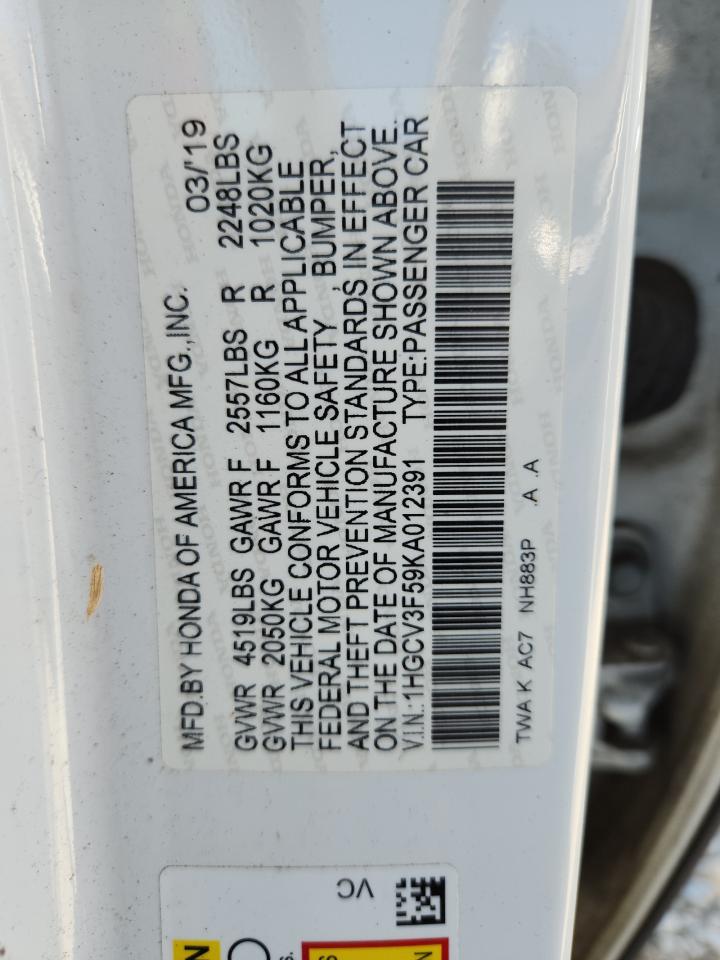 MFD.BY HONDA OF AMERICA MFG.,INC. 03/'19
GVWR 4519LBS GAWR F 2557LBS R 2248LBS
GVWR 2050KG GAWR F 1160KG R 1020KG
THIS VEHICLE CONFORMS TO ALL APPLICABLE
FEDERAL MOTOR VEHICLE SAFETY , BUMPER,
AND THEFT PREVENTION STANDARDS IN EFFECT
ON THE DATE OF MANUFACTURE SHOWN ABOVE.
V.I.N.:1HGCV3F59KA012391 TYPE:PASSENGER CAR
TWA K AC7 NH883P .A .A
VC